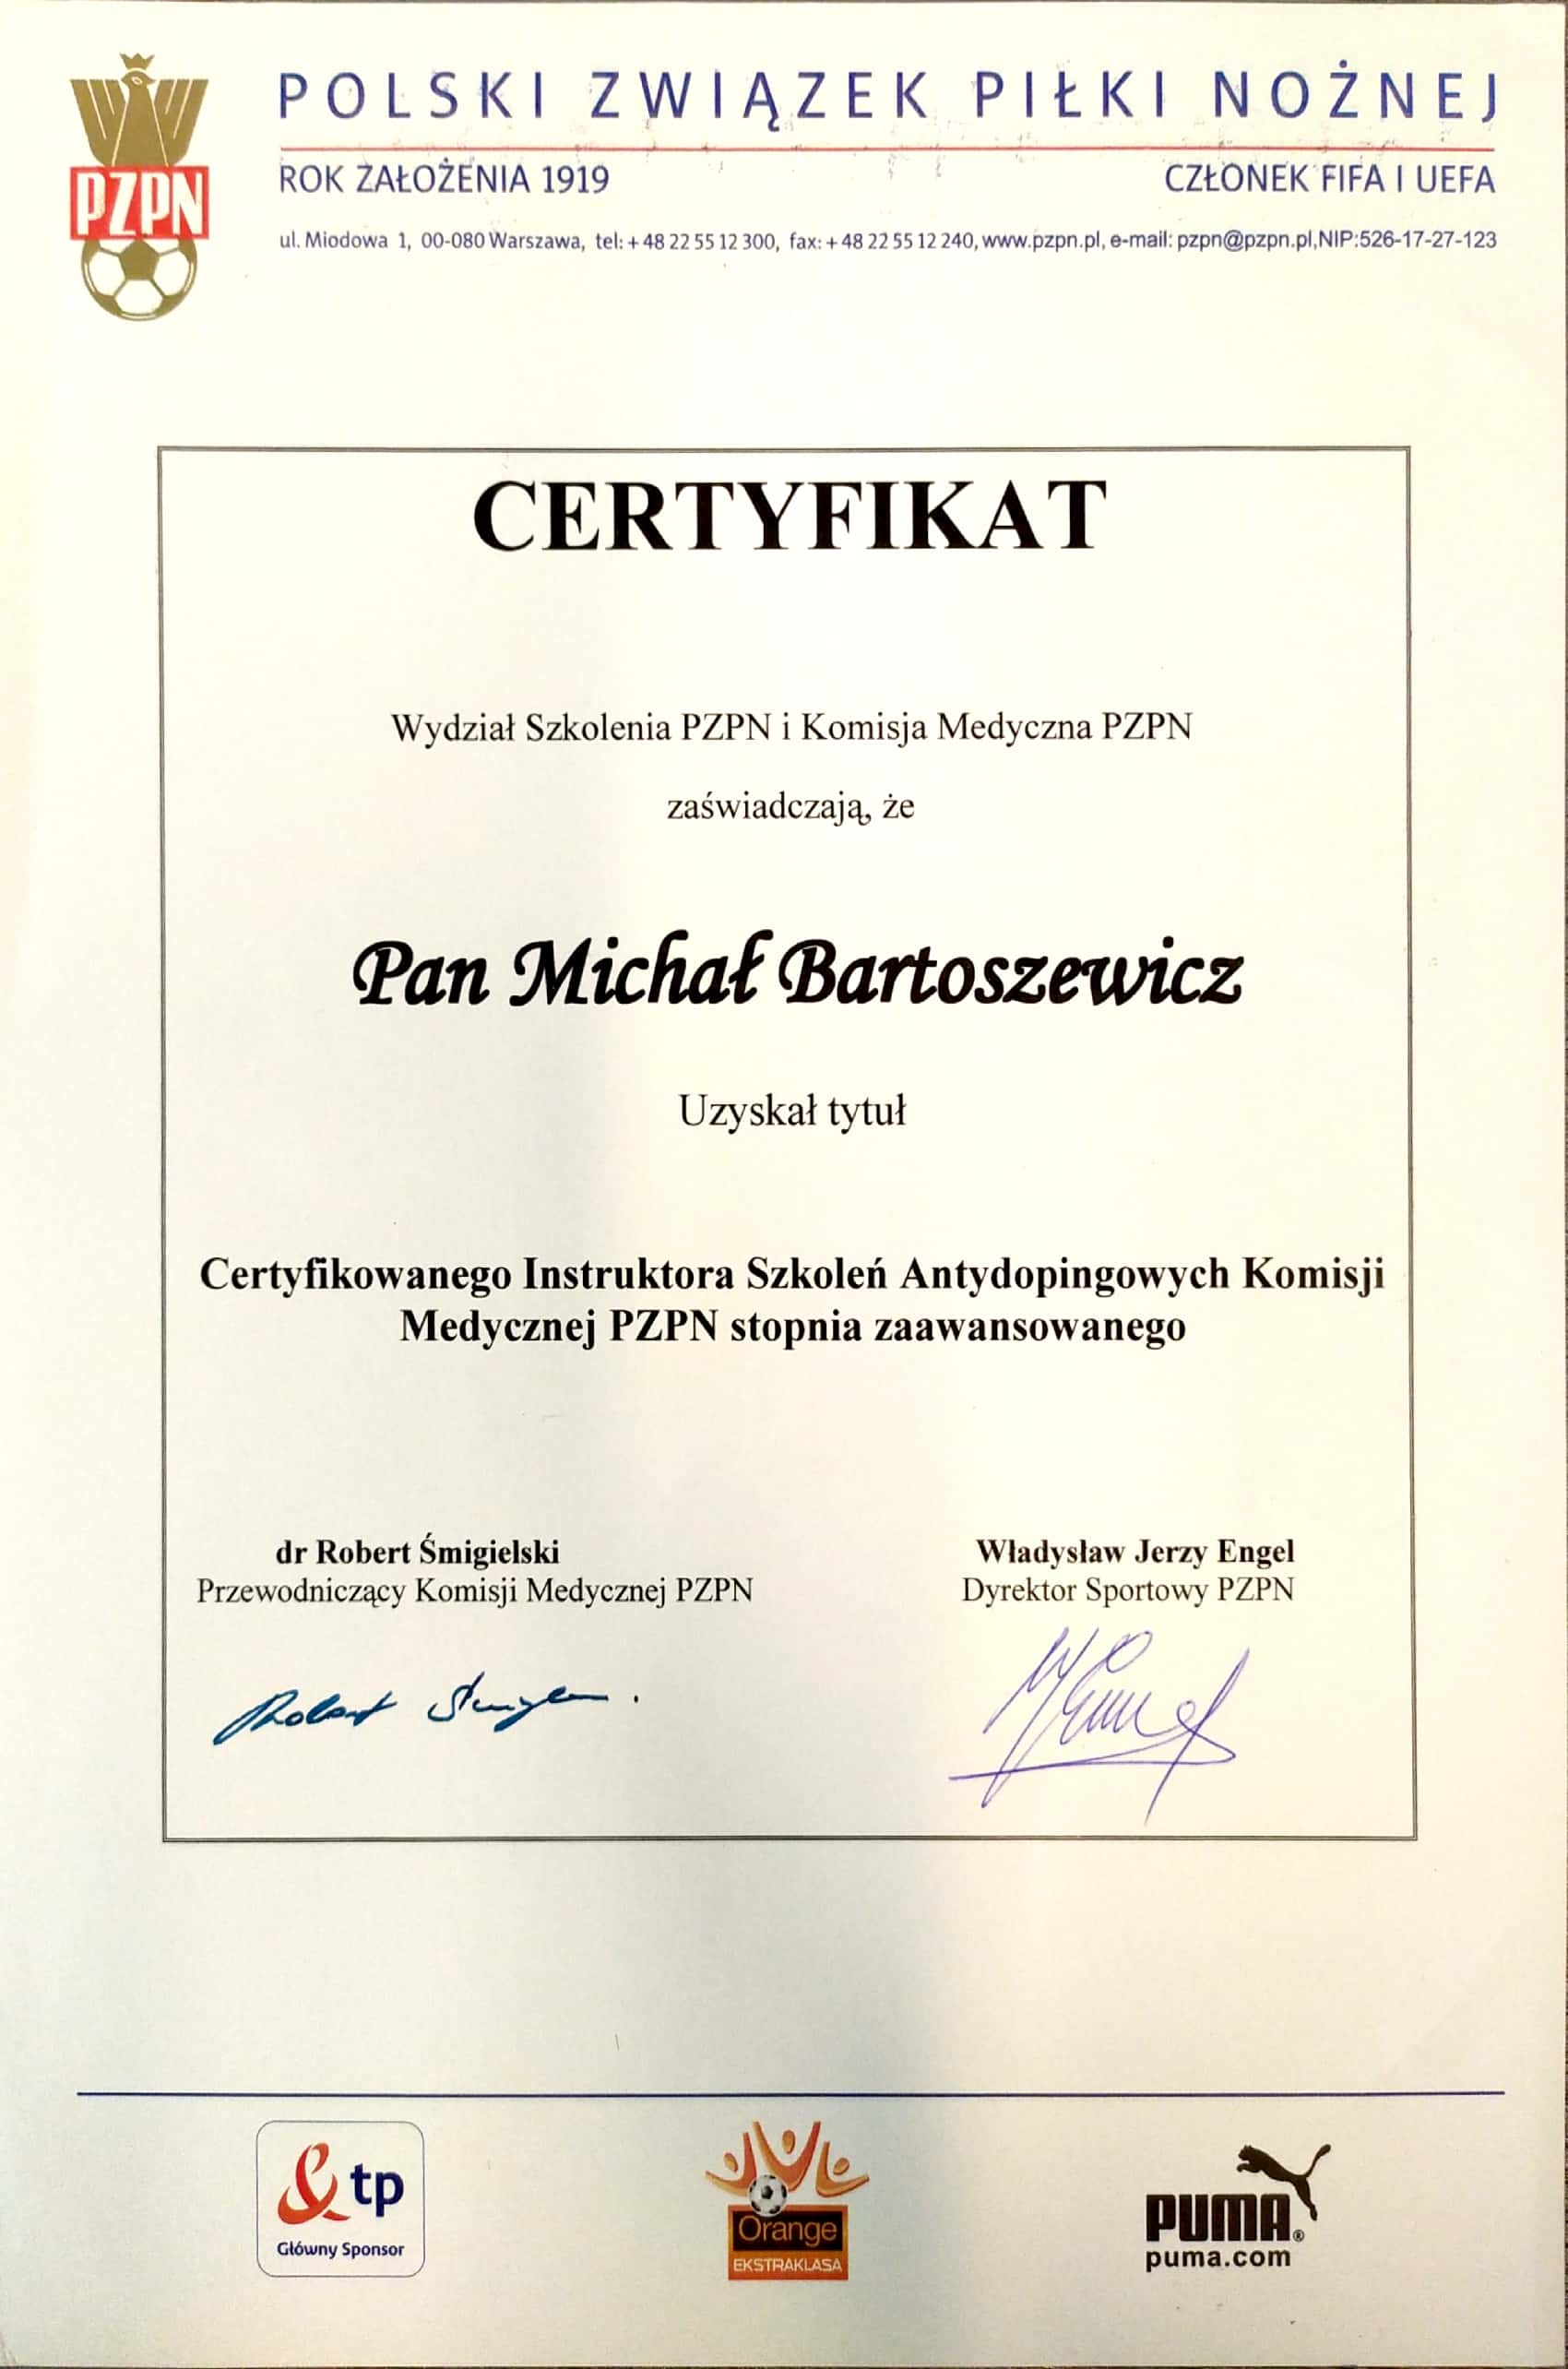 POLSKI ZWIĄZEK PIŁKI NOŻNEJ
PZPN
ROK ZAŁOŻENIA 1919 CZŁONEK FIFA I UEFA
ul. Miodowa 1, 00-080 Warszawa, tel: + 48 22 55 12 300, fax: + 48 22 55 12 240, www.pzpn.pl, e-mail: pzpn@pzpn.pl,NIP:526-17-27-123
CERTYFIKAT
Wydział Szkolenia PZPN i Komisja Medyczna PZPN
zaświadczają, że
Pan Michał Bartoszewicz
Uzyskał tytuł
Certyfikowanego Instruktora Szkoleń Antydopingowych Komisji
Medycznej PZPN stopnia zaawansowanego
dr Robert Śmigielski
Przewodniczący Komisji Medycznej PZPN
Władysław Jerzy Engel
Dyrektor Sportowy PZPN
tp
Główny Sponsor
Orange
EKSTRAKLASA
PUMA®
puma.com